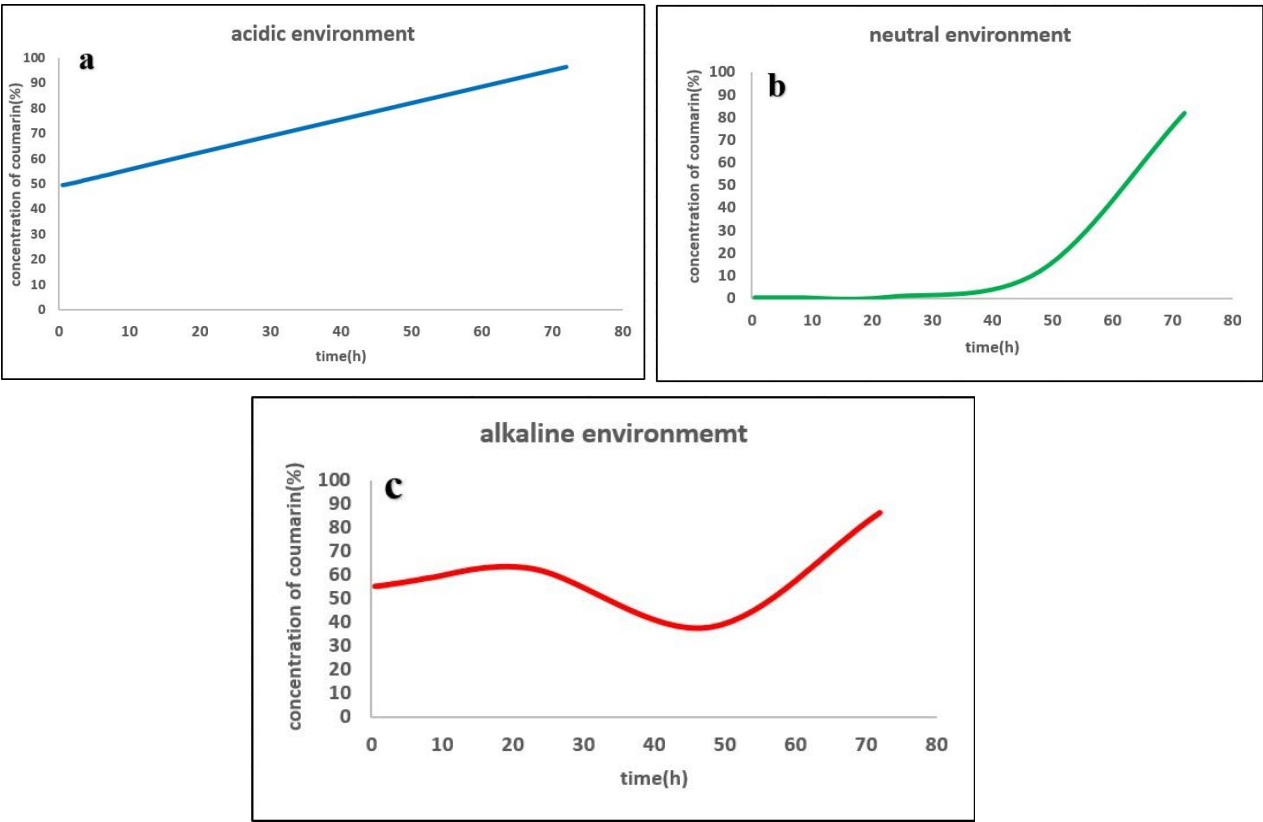 acidic environment
a
concentration of coumarin(%)
100
90
80
70
60
50
40
30
20
10
0
0 10 20 30 40 50 60 70 80
time(h)
neutral environment
b
concentration of coumarin(%)
100
90
80
70
60
50
40
30
20
10
0
0 10 20 30 40 50 60 70 80
time(h)
alkaline environmemt
c
concentration of coumarin(%)
100
90
80
70
60
50
40
30
20
10
0
0 10 20 30 40 50 60 70 80
time(h)